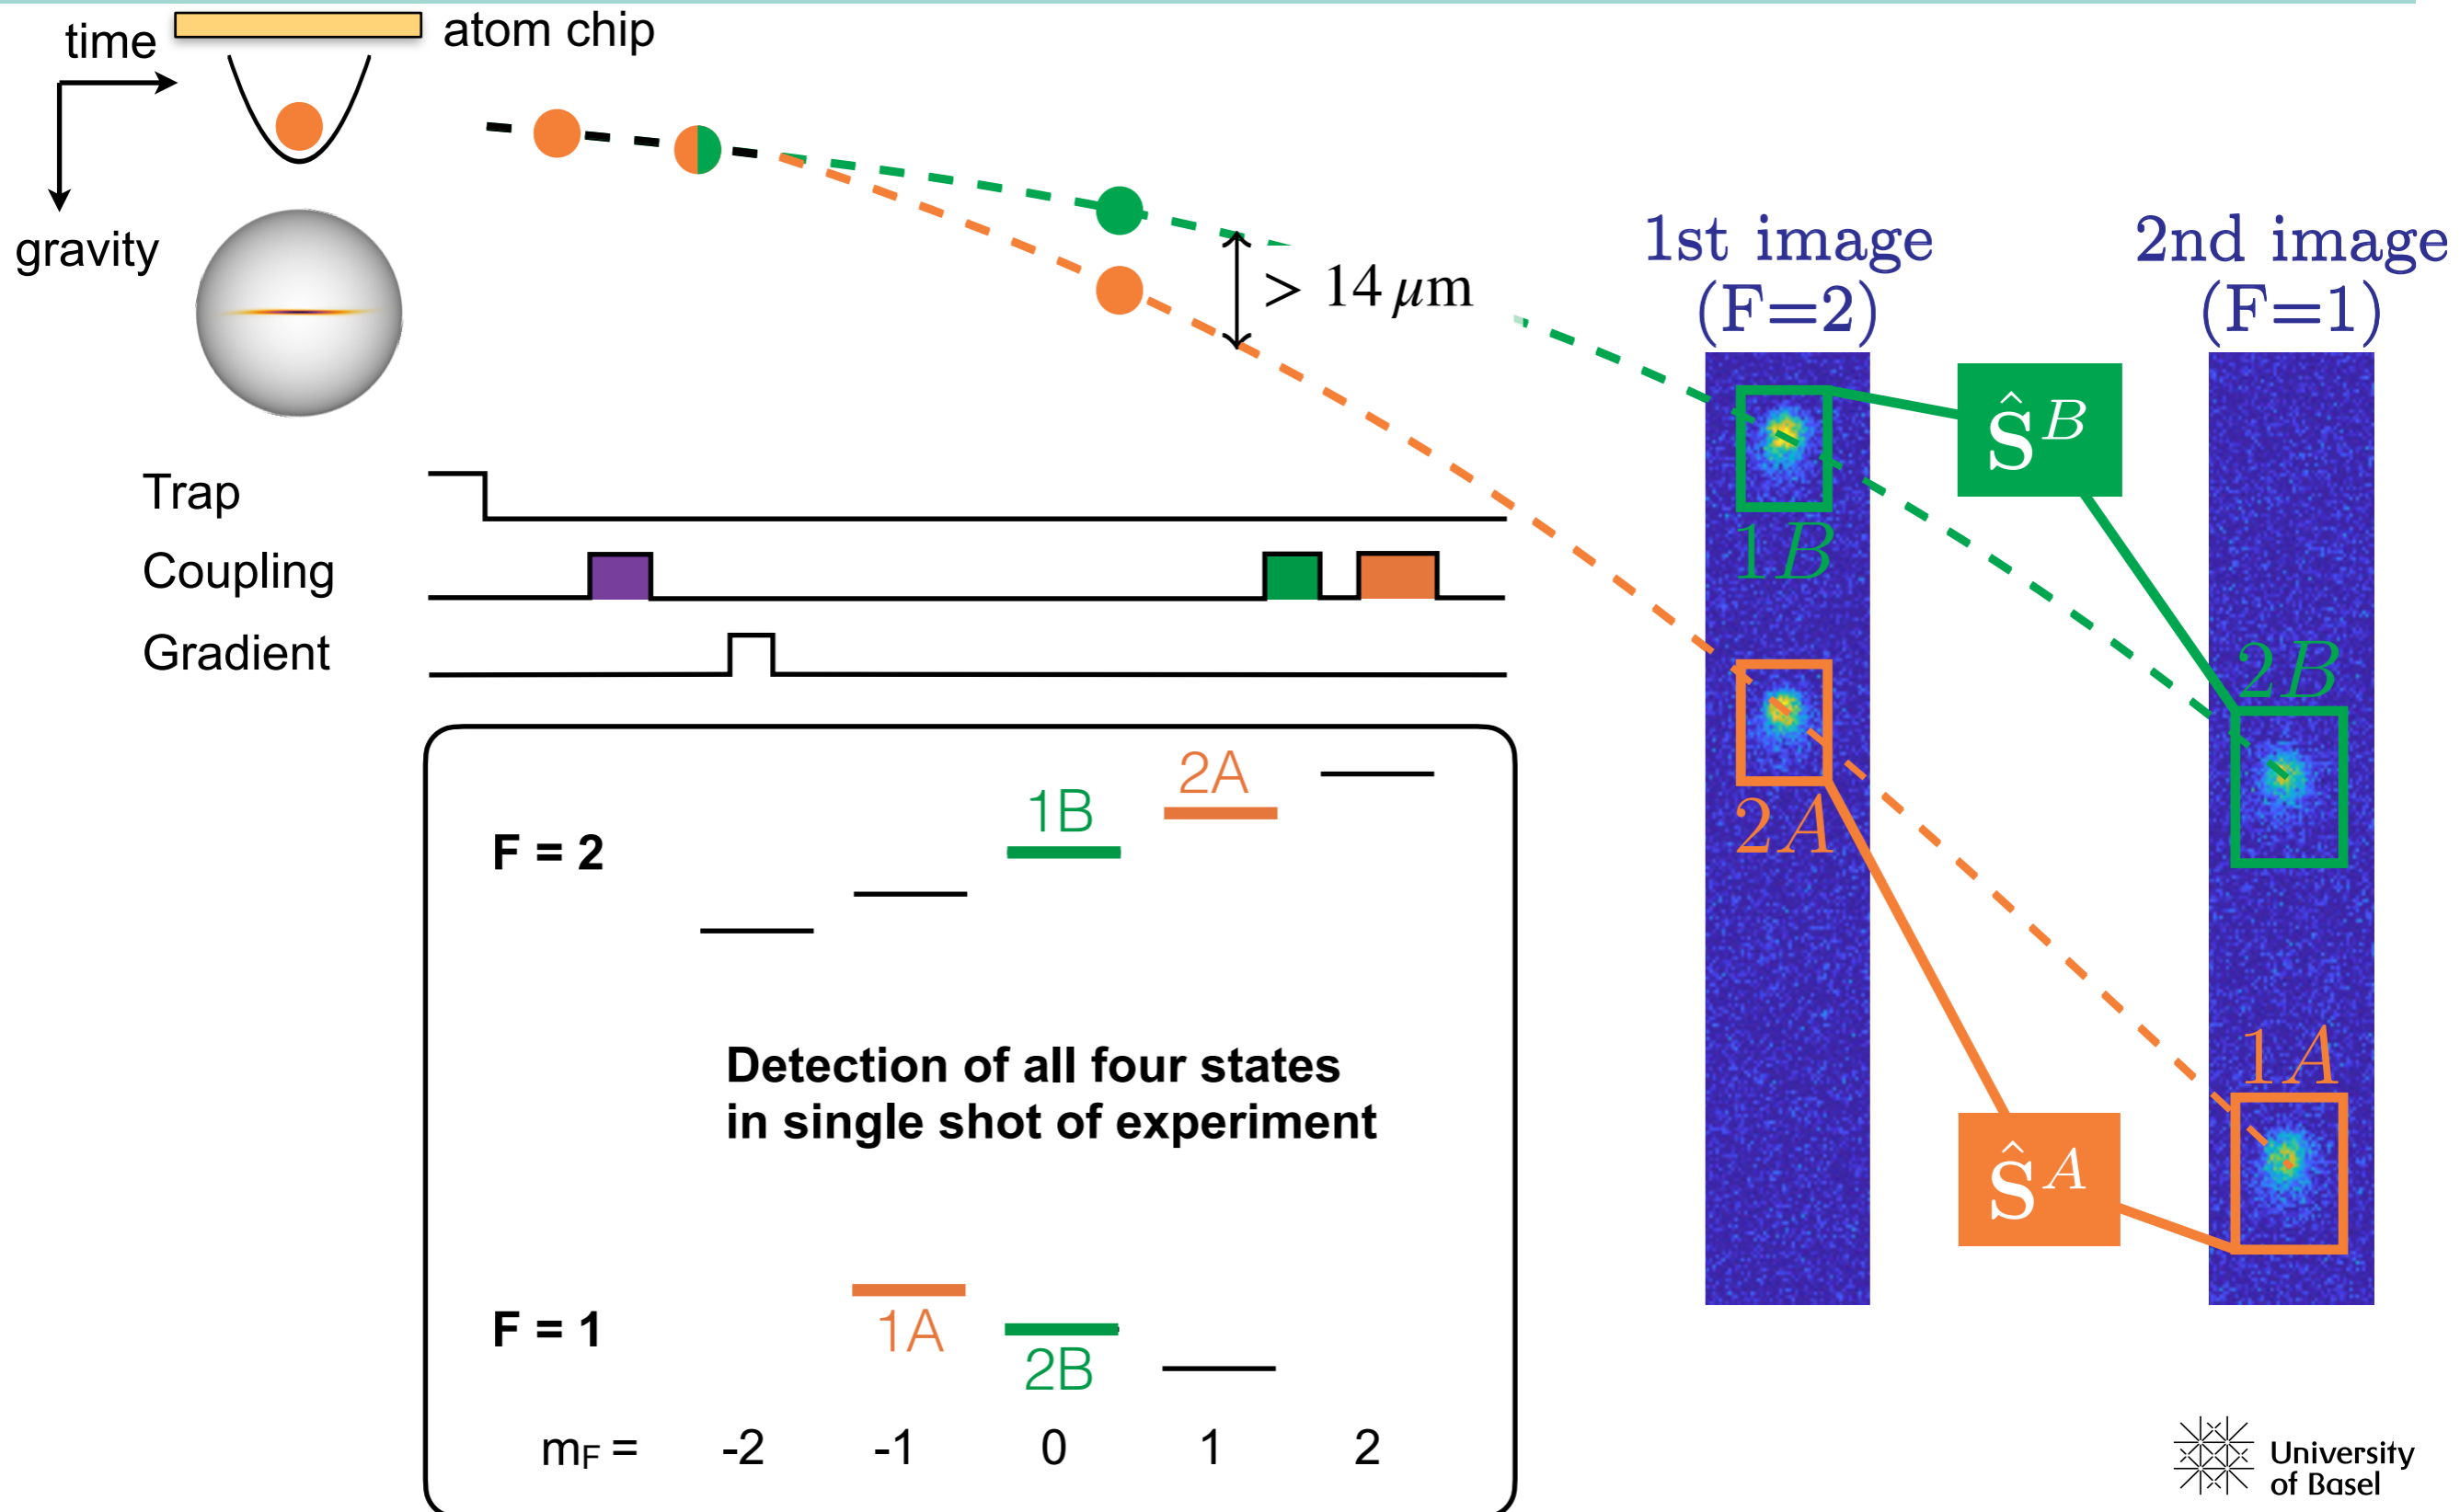 time
atom chip
gravity
> 14 μm
1st image
(F=2)
2nd image
(F=1)
Ŝ^B
1B
2A
2B
1A
Ŝ^A
Trap
Coupling
Gradient
F = 2
1B
2A
Detection of all four states
in single shot of experiment
F = 1
1A
2B
m_F = -2 -1 0 1 2
University
of Basel